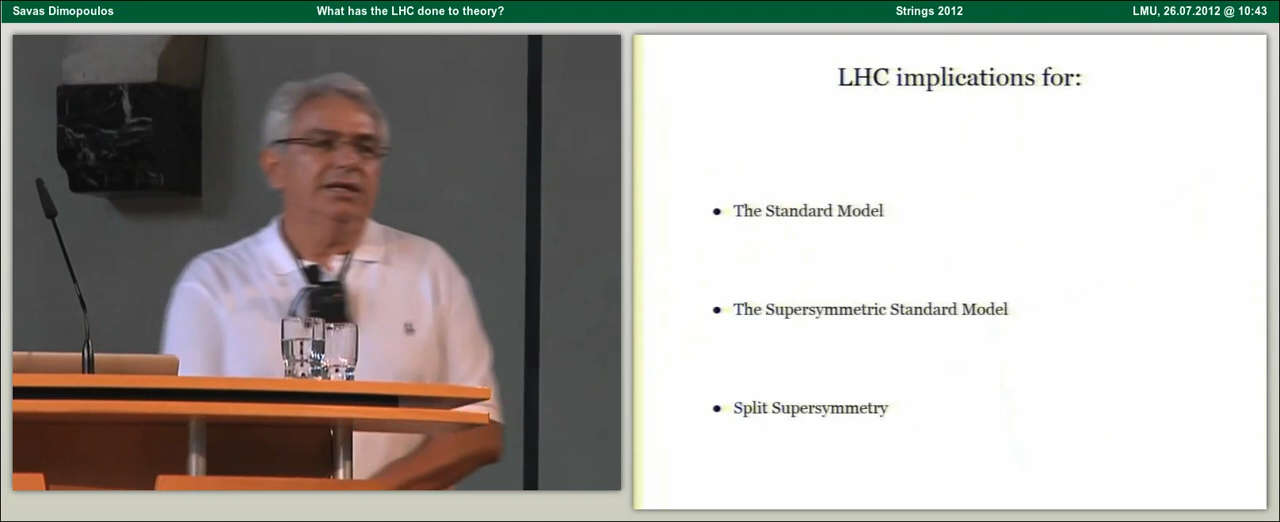 Savas Dimopoulos What has the LHC done to theory? Strings 2012 LMU, 26.07.2012 @ 10:43
LHC implications for:
• The Standard Model
• The Supersymmetric Standard Model
• Split Supersymmetry